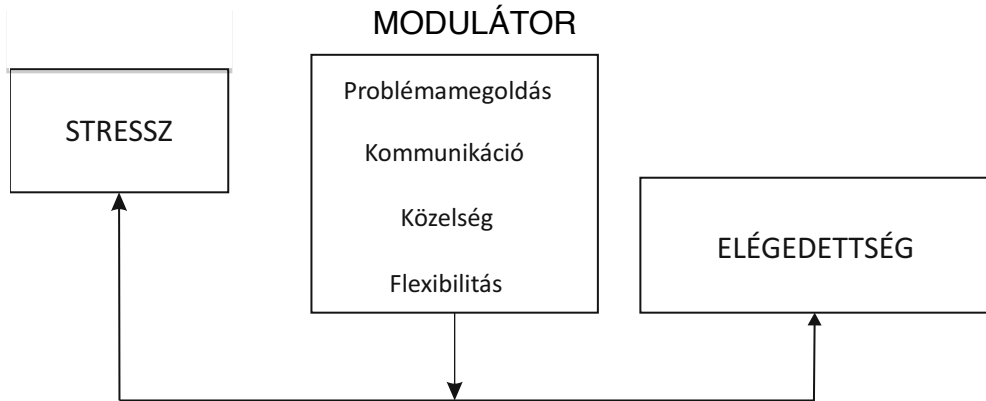 MODULÁTOR
STRESSZ
Problémamegoldás
Kommunikáció
Közelség
Flexibilitás
ELÉGEDETTSÉG